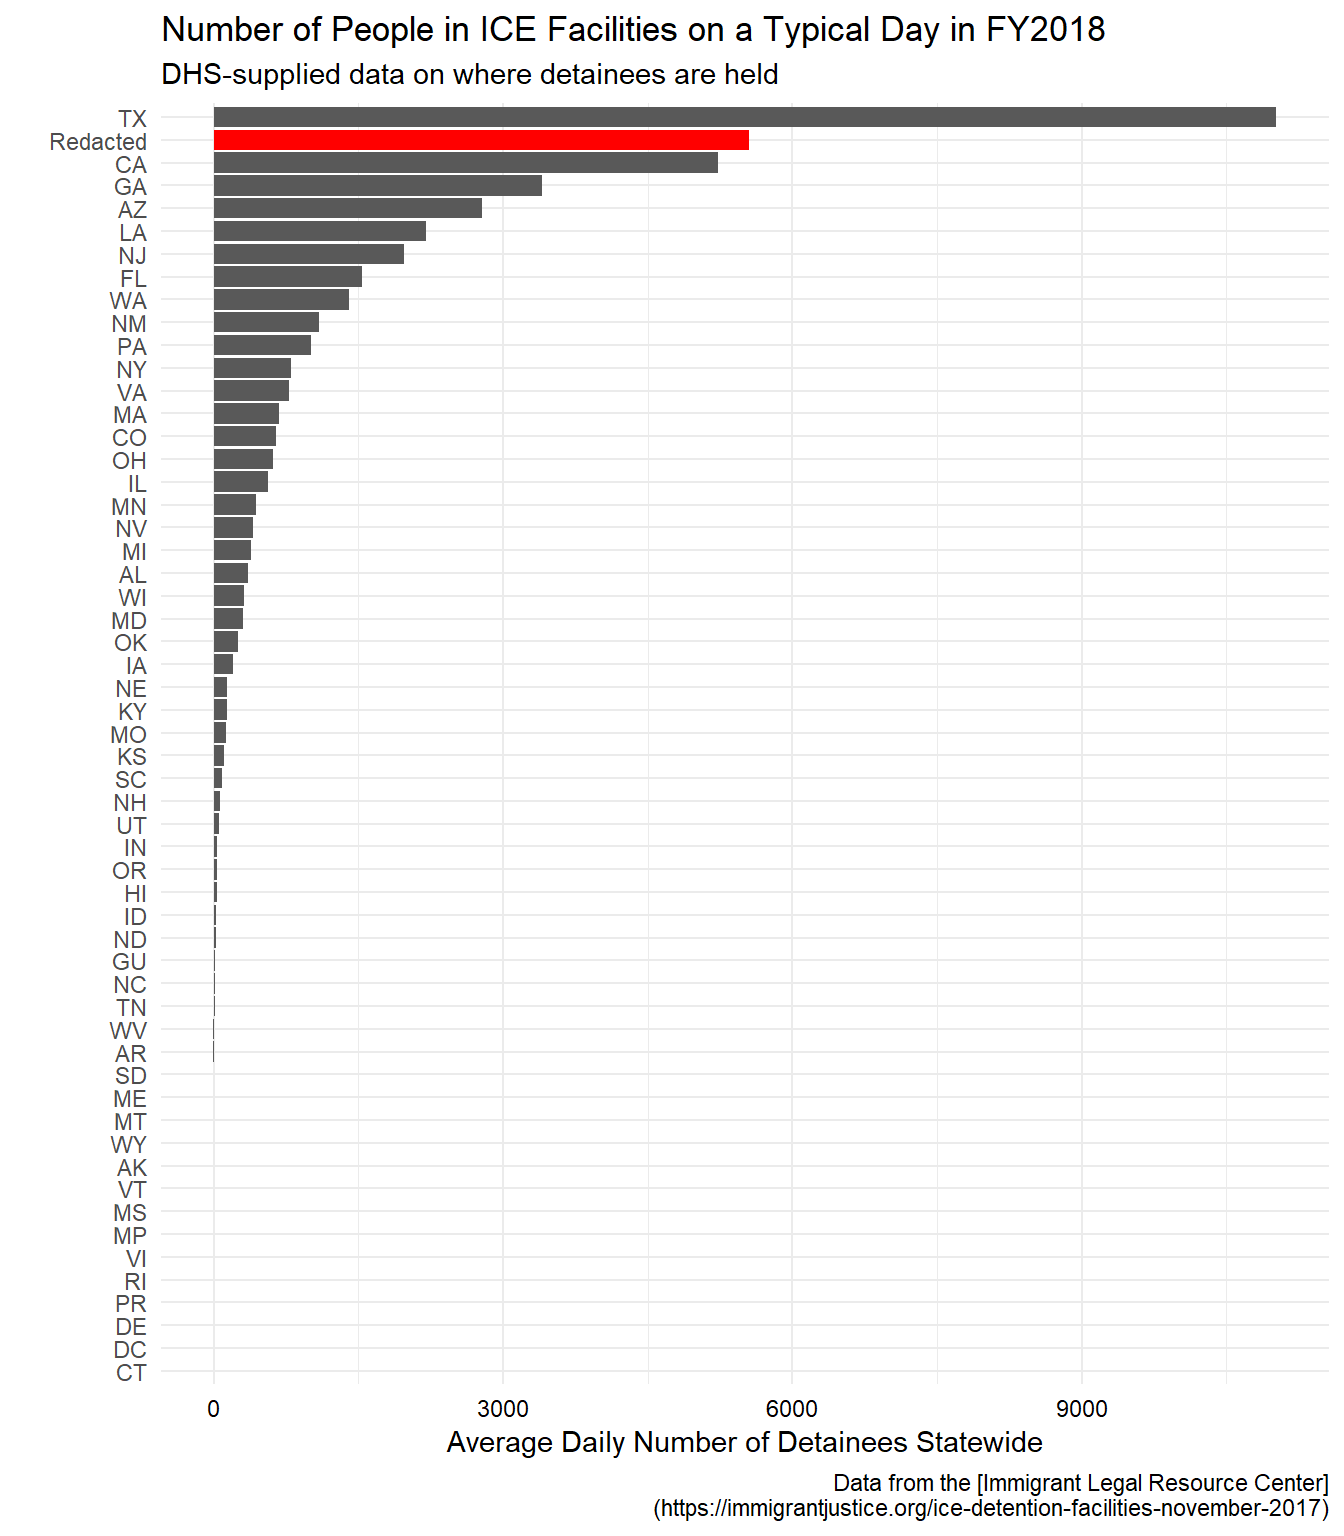 Number of People in ICE Facilities on a Typical Day in FY2018
DHS-supplied data on where detainees are held
TX
Redacted
CA
GA
AZ
LA
NJ
FL
WA
NM
PA
NY
VA
MA
CO
OH
IL
MN
NV
MI
AL
WI
MD
OK
IA
NE
KY
MO
KS
SC
NH
UT
IN
OR
HI
ID
ND
GU
NC
TN
WV
AR
SD
ME
MT
WY
AK
VT
MS
MP
VI
RI
PR
DE
DC
CT
0 3000 6000 9000
Average Daily Number of Detainees Statewide
Data from the [Immigrant Legal Resource Center]
(https://immigrantjustice.org/ice-detention-facilities-november-2017)